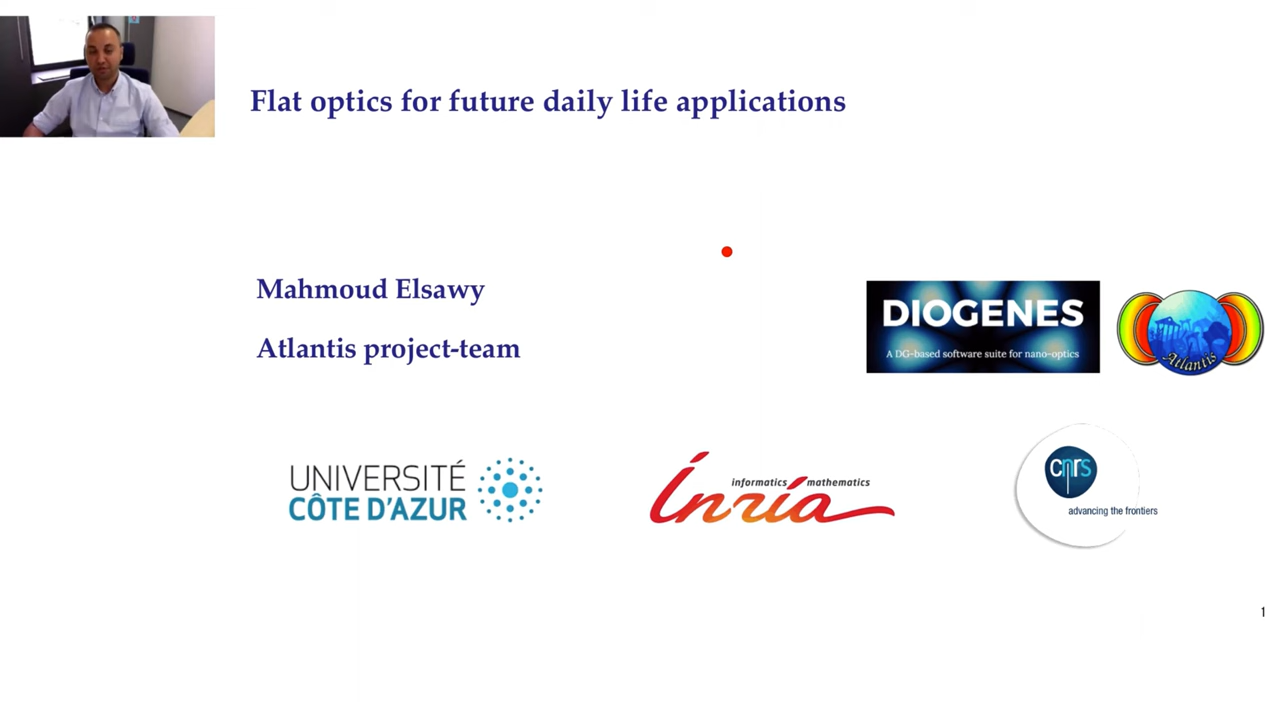 Flat optics for future daily life applications
Mahmoud Elsawy
Atlantis project-team
DIOGENES
A DG-based software suite for nano-optics
Atlantis
UNIVERSITÉ
CÔTE D'AZUR
informatics mathematics
Inria
cnrs
advancing the frontiers
1